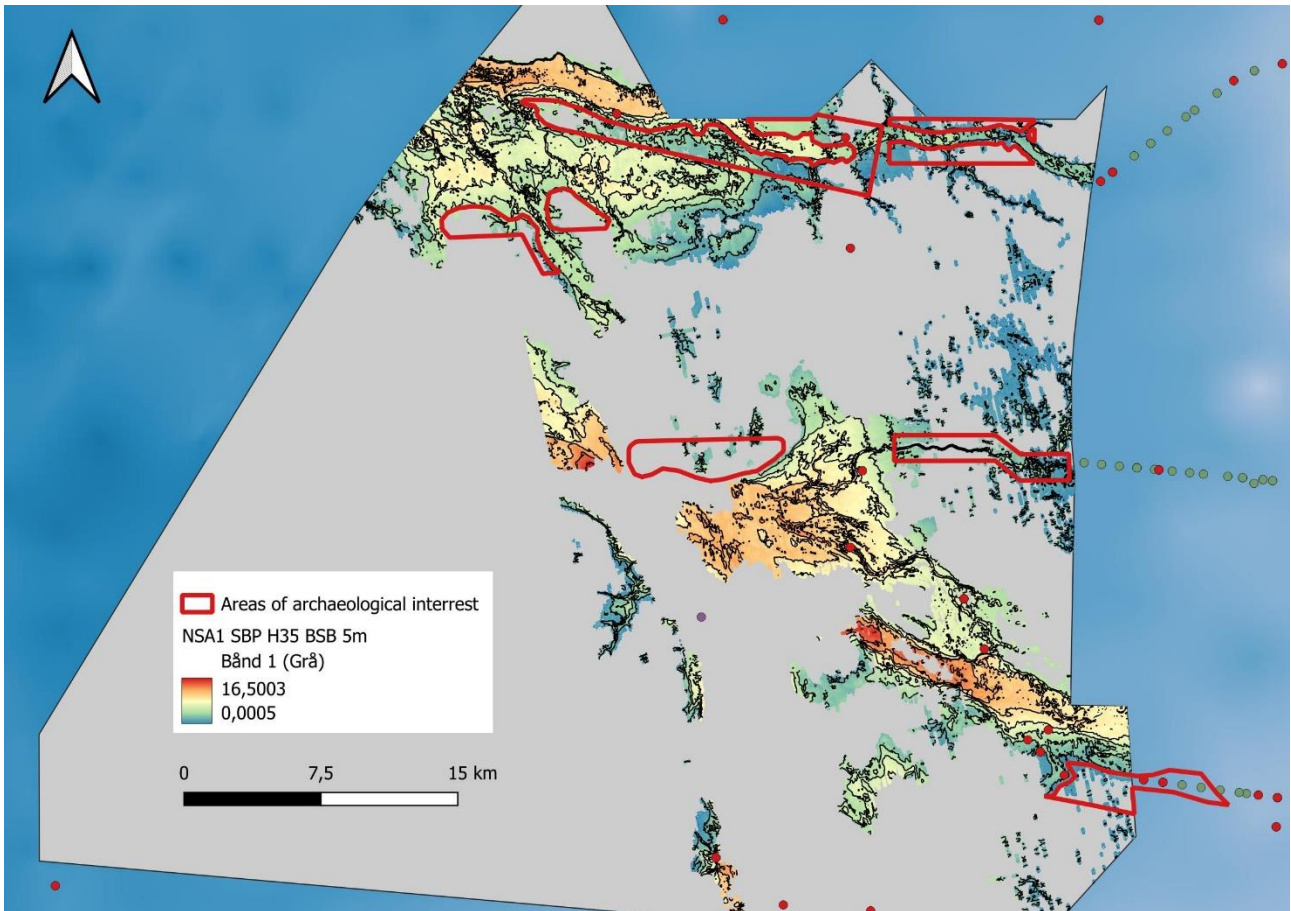 Areas of archaeological interrest
NSA1 SBP H35 BSB 5m
Bånd 1 (Grå)
16,5003
0,0005
0 7,5 15 km